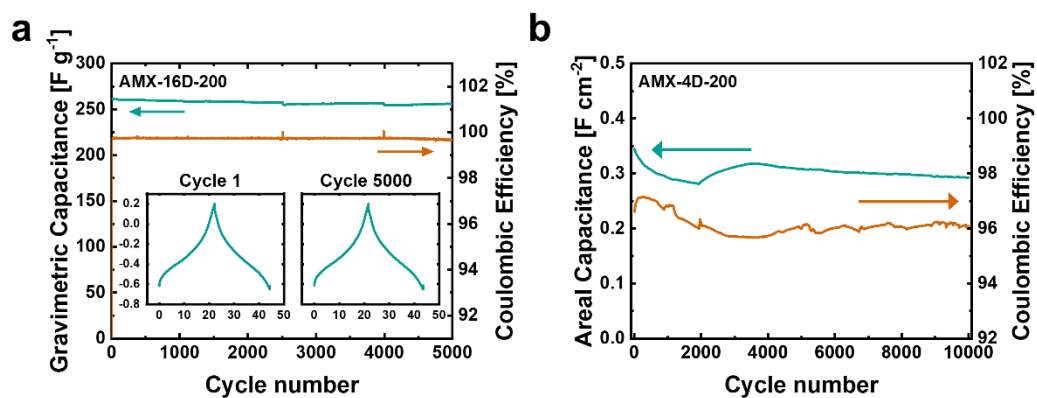 a
Gravimetric Capacitance [F g⁻¹]
300
250
200
150
100
50
0
AMX-16D-200
102
100
98
96
94
92
Coulombic Efficiency [%]
Cycle 1
0.2
0.0
-0.2
-0.4
-0.6
-0.8
0 10 20 30 40 50
Cycle 5000
0 10 20 30 40 50
0 1000 2000 3000 4000 5000
Cycle number
b
Areal Capacitance [F cm⁻²]
0.5
0.4
0.3
0.2
0.1
0.0
AMX-4D-200
102
100
98
96
94
92
Coulombic Efficiency [%]
0 2000 4000 6000 8000 10000
Cycle number